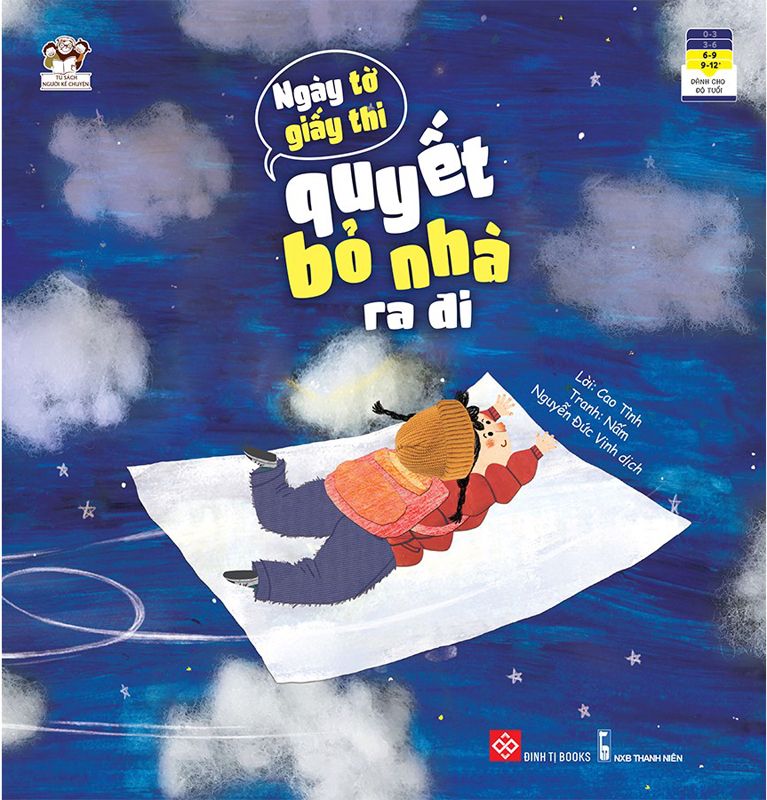 TỦ SÁCH
NGƯỜI KỂ CHUYỆN
0-3
3-6
6-9
9-12+
DÀNH CHO
ĐỘ TUỔI
Ngày tờ
giấy thi
quyết
bỏ nhà
ra đi
Lời: Cao Tĩnh
Tranh: Nấm
Nguyễn Đức Vịnh dịch
ĐINH TỊ BOOKS
NXB THANH NIÊN